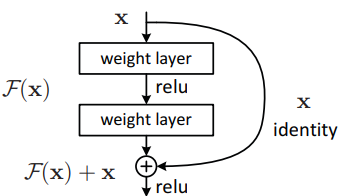 x
weight layer
relu
F(x)
weight layer
x
identity
F(x) + x
relu